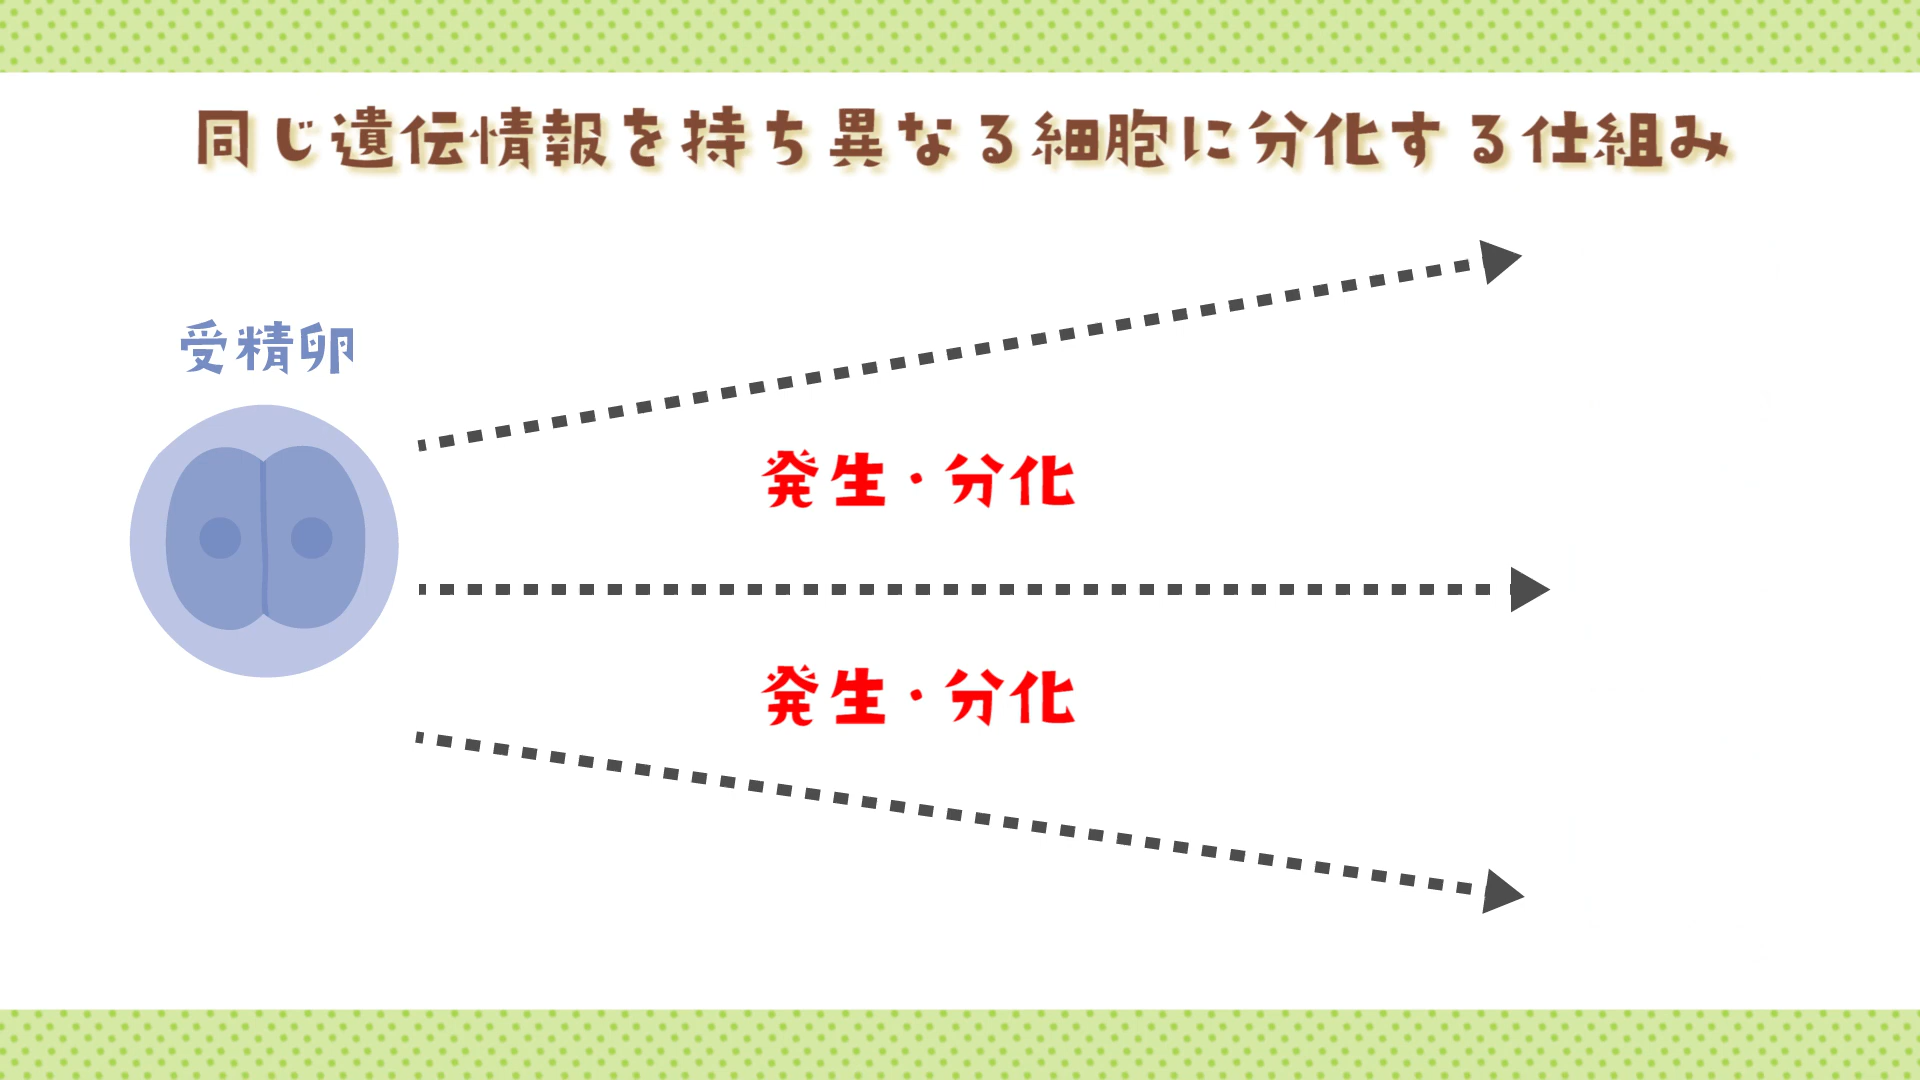 同じ遺伝情報を持ち異なる細胞に分化する仕組み
受精卵
発生・分化
発生・分化